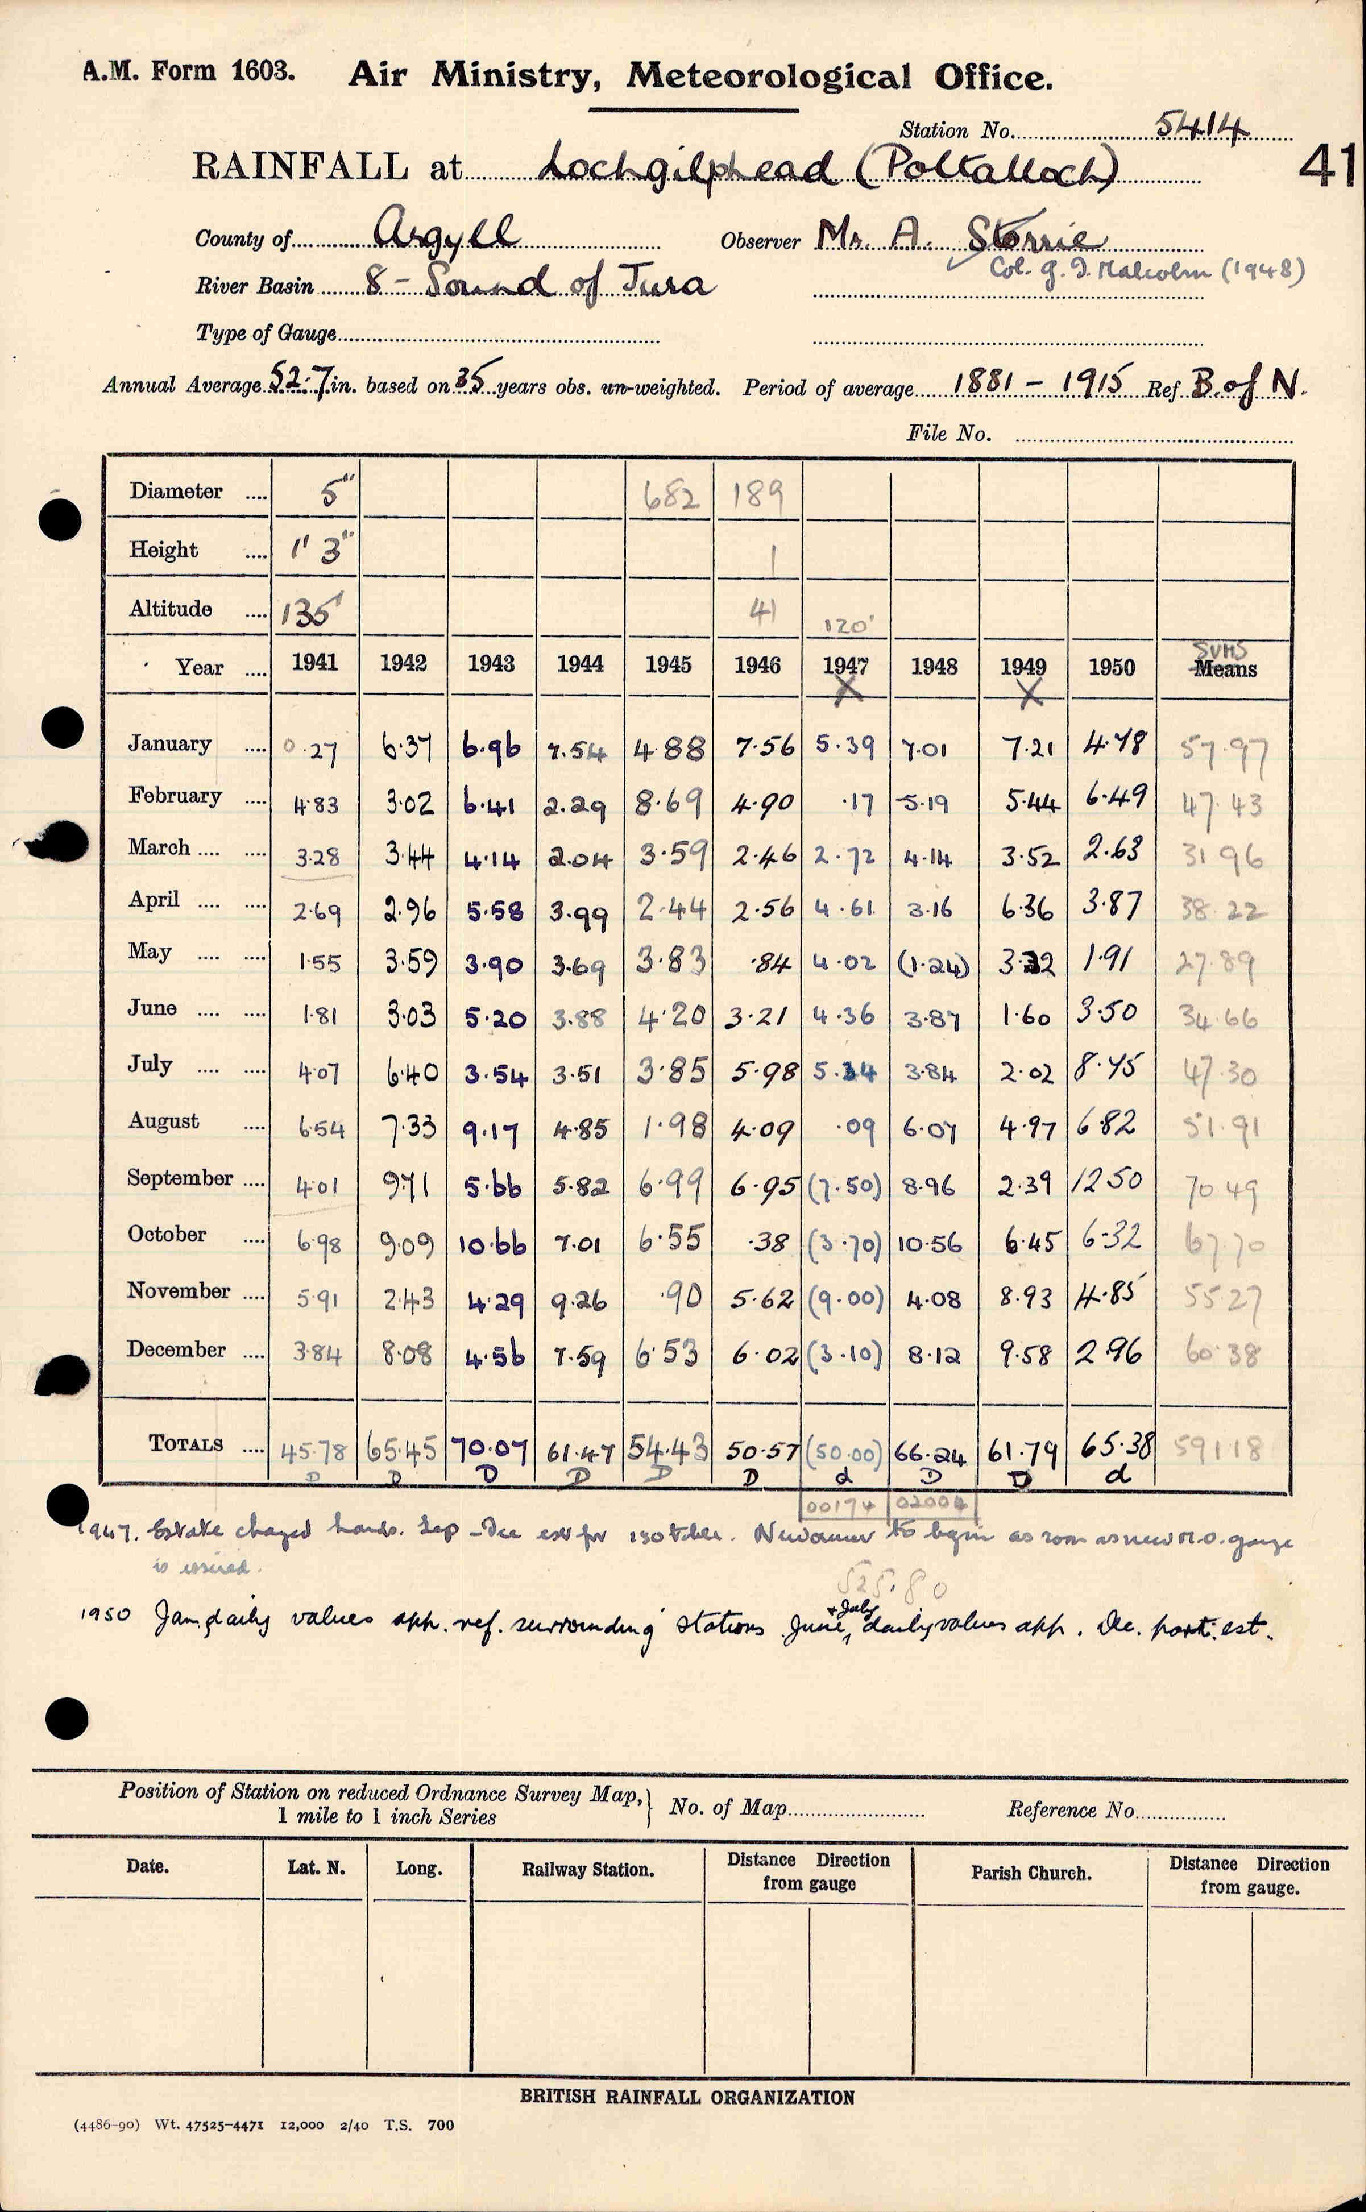 A.M. Form 1603. Air Ministry, Meteorological Office.
Station No. 5414
RAINFALL at Lochgilphead (Poltalloch) 41
County of Argyll Observer Mr. A. Storrie
Col. G. I. Malcolm (1948)
River Basin 8 - Sound of Jura
Type of Gauge
Annual Average 52.7 in. based on 35 years obs. un-weighted. Period of average 1881 - 1915 Ref. B. of N.
File No.
Diameter 5" 682 189
Height 1' 3" 1
Altitude 135' 41 120'
Sums
Year 1941 1942 1943 1944 1945 1946 1947 1948 1949 1950 Means
X X
January 0.27 6.37 6.96 7.54 4.88 7.56 5.39 7.01 7.21 4.78 57.97
February 4.83 3.02 6.41 2.29 8.69 4.90 .17 5.19 5.44 6.49 47.43
March 3.28 3.44 4.14 2.04 3.59 2.46 2.72 4.14 3.52 2.63 31.96
April 2.69 2.96 5.58 3.99 2.44 2.56 4.61 3.16 6.36 3.87 38.22
May 1.55 3.59 3.90 3.69 3.83 .84 4.02 (1.24) 3.32 1.91 27.89
June 1.81 3.03 5.20 3.88 4.20 3.21 4.36 3.87 1.60 3.50 34.66
July 4.07 6.40 3.54 3.51 3.85 5.98 5.34 3.84 2.02 8.75 47.30
August 6.54 7.33 9.17 4.85 1.98 4.09 .09 6.07 4.97 6.82 51.91
September 4.01 9.71 5.66 5.82 6.99 6.95 (7.50) 8.96 2.39 12.50 70.49
October 6.98 9.09 10.66 7.01 6.55 .38 (3.70) 10.56 6.45 6.32 67.70
November 5.91 2.43 4.29 9.26 .90 5.62 (9.00) 4.08 8.93 4.85 55.27
December 3.84 8.08 4.56 7.59 6.53 6.02 (3.10) 8.12 9.58 2.96 60.38
TOTALS 45.78 65.45 70.07 61.47 54.43 50.57 (50.00) 66.24 61.79 65.38 591.18
D D D D D D d D D d
00174 02004
1947. Estate changed hands. Sep - Dec est fr Newcomer to begin as soon as new M.O. gauge
is issued.
525.80
1950 Jan. daily values app. ref. surrounding stations June + July daily values app. Dec. part. est.
Position of Station on reduced Ordnance Survey Map, 1 mile to 1 inch Series No. of Map Reference No.
Date. Lat. N. Long. Railway Station. Distance Direction from gauge Parish Church. Distance Direction from gauge.
BRITISH RAINFALL ORGANIZATION
(4486-90) Wt. 47525-4471 12,000 2/40 T.S. 700